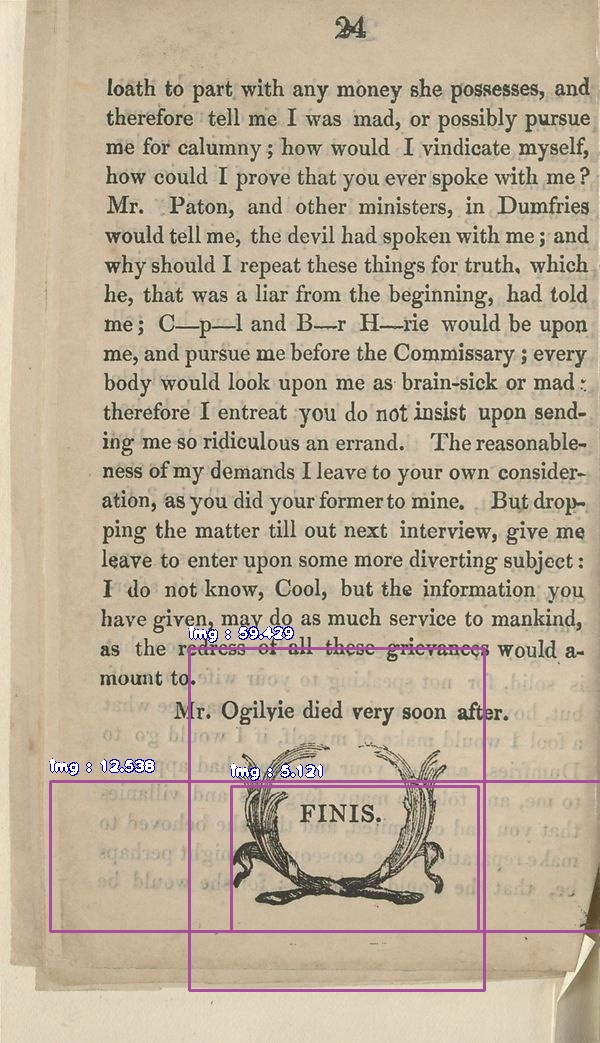 24
loath to part with any money she possesses, and
therefore tell me I was mad, or possibly pursue
me for calumny; how would I vindicate myself,
how could I prove that you ever spoke with me?
Mr. Paton, and other ministers, in Dumfries
would tell me, the devil had spoken with me; and
why should I repeat these things for truth, which
he, that was a liar from the beginning, had told
me; C—p—l and B—r H—rie would be upon
me, and pursue me before the Commissary; every
body would look upon me as brain-sick or mad:
therefore I entreat you do not insist upon send-
ing me so ridiculous an errand. The reasonable-
ness of my demands I leave to your own consider-
ation, as you did your former to mine. But drop-
ping the matter till out next interview, give me
leave to enter upon some more diverting subject:
I do not know, Cool, but the information you
have given, may do as much service to mankind,
img : 59.429
as the redress of all these grievances would a-
mount to.
Mr. Ogilvie died very soon after.
img : 12.538
img : 5.121
FINIS.